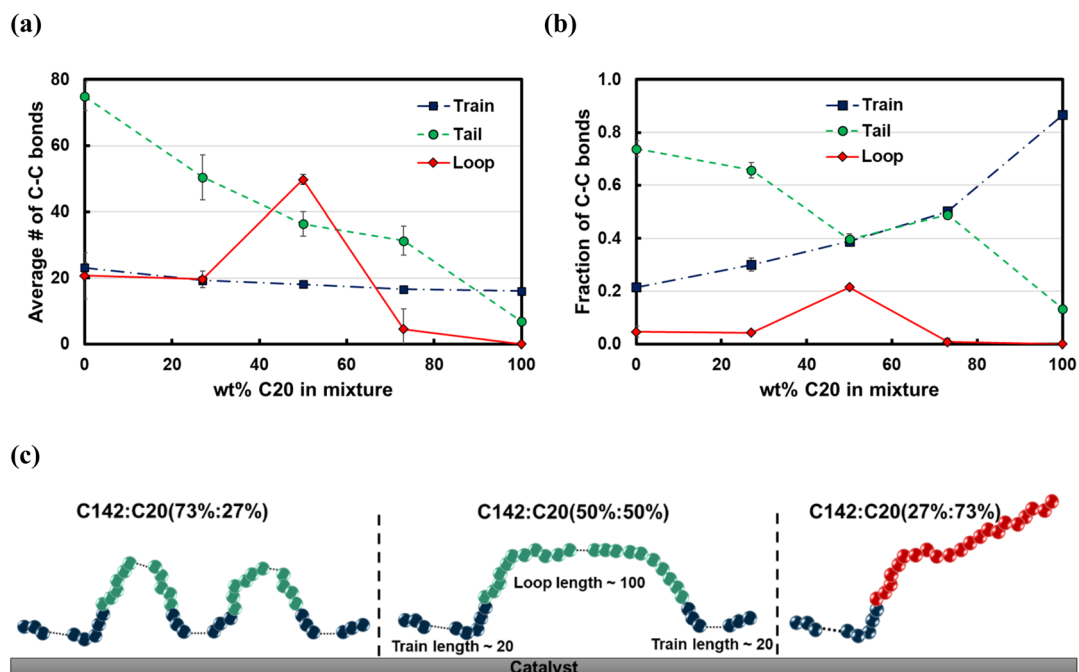 (a)
(b)
80
60
40
20
0
Average # of C-C bonds
Train
Tail
Loop
0 20 40 60 80 100
wt% C20 in mixture
1.0
0.8
0.6
0.4
0.2
0.0
Fraction of C-C bonds
Train
Tail
Loop
0 20 40 60 80 100
wt% C20 in mixture
(c)
C142:C20(73%:27%)
C142:C20(50%:50%)
C142:C20(27%:73%)
Loop length ~ 100
Train length ~ 20
Train length ~ 20
Catalyst